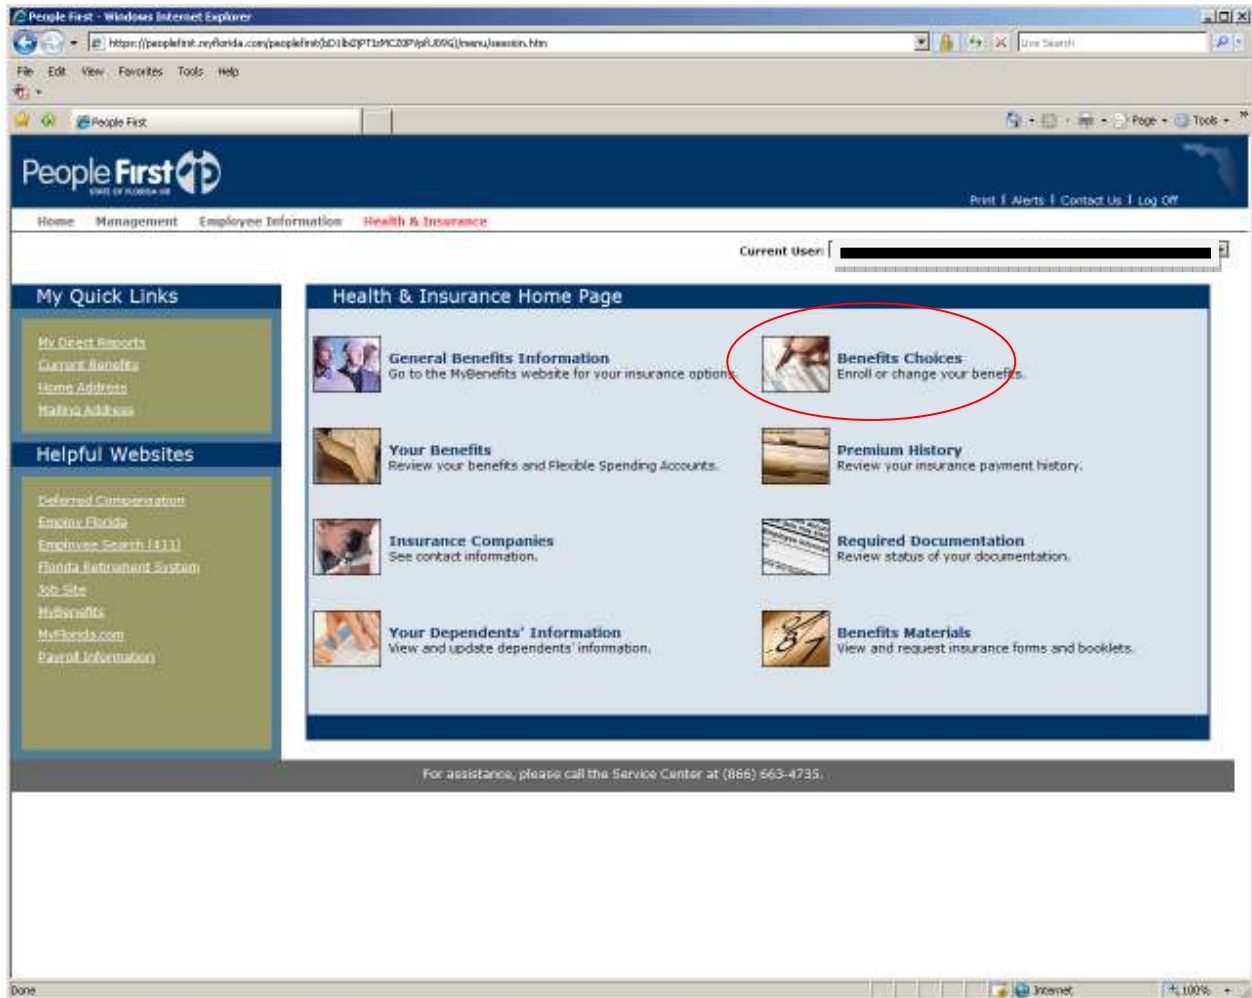 People First - Windows Internet Explorer
Live Search
File Edit View Favorites Tools Help
People First
Page Tools
People First
STATE OF FLORIDA HR
Print | Alerts | Contact Us | Log Off
Home Management Employee Information Health & Insurance
Current User:
My Quick Links
My Direct Reports
Current Benefits
Home Address
Mailing Address
Helpful Websites
Deferred Compensation
Employ Florida
Employee Search (411)
Florida Retirement System
Job Site
MyBenefits
MyFlorida.com
Payroll Information
Health & Insurance Home Page
General Benefits Information
Go to the MyBenefits website for your insurance options.
Benefits Choices
Enroll or change your benefits.
Your Benefits
Review your benefits and Flexible Spending Accounts.
Premium History
Review your insurance payment history.
Insurance Companies
See contact information.
Required Documentation
Review status of your documentation.
Your Dependents' Information
View and update dependents' information.
Benefits Materials
View and request insurance forms and booklets.
For assistance, please call the Service Center at (866) 663-4735.
Done
Internet
100%